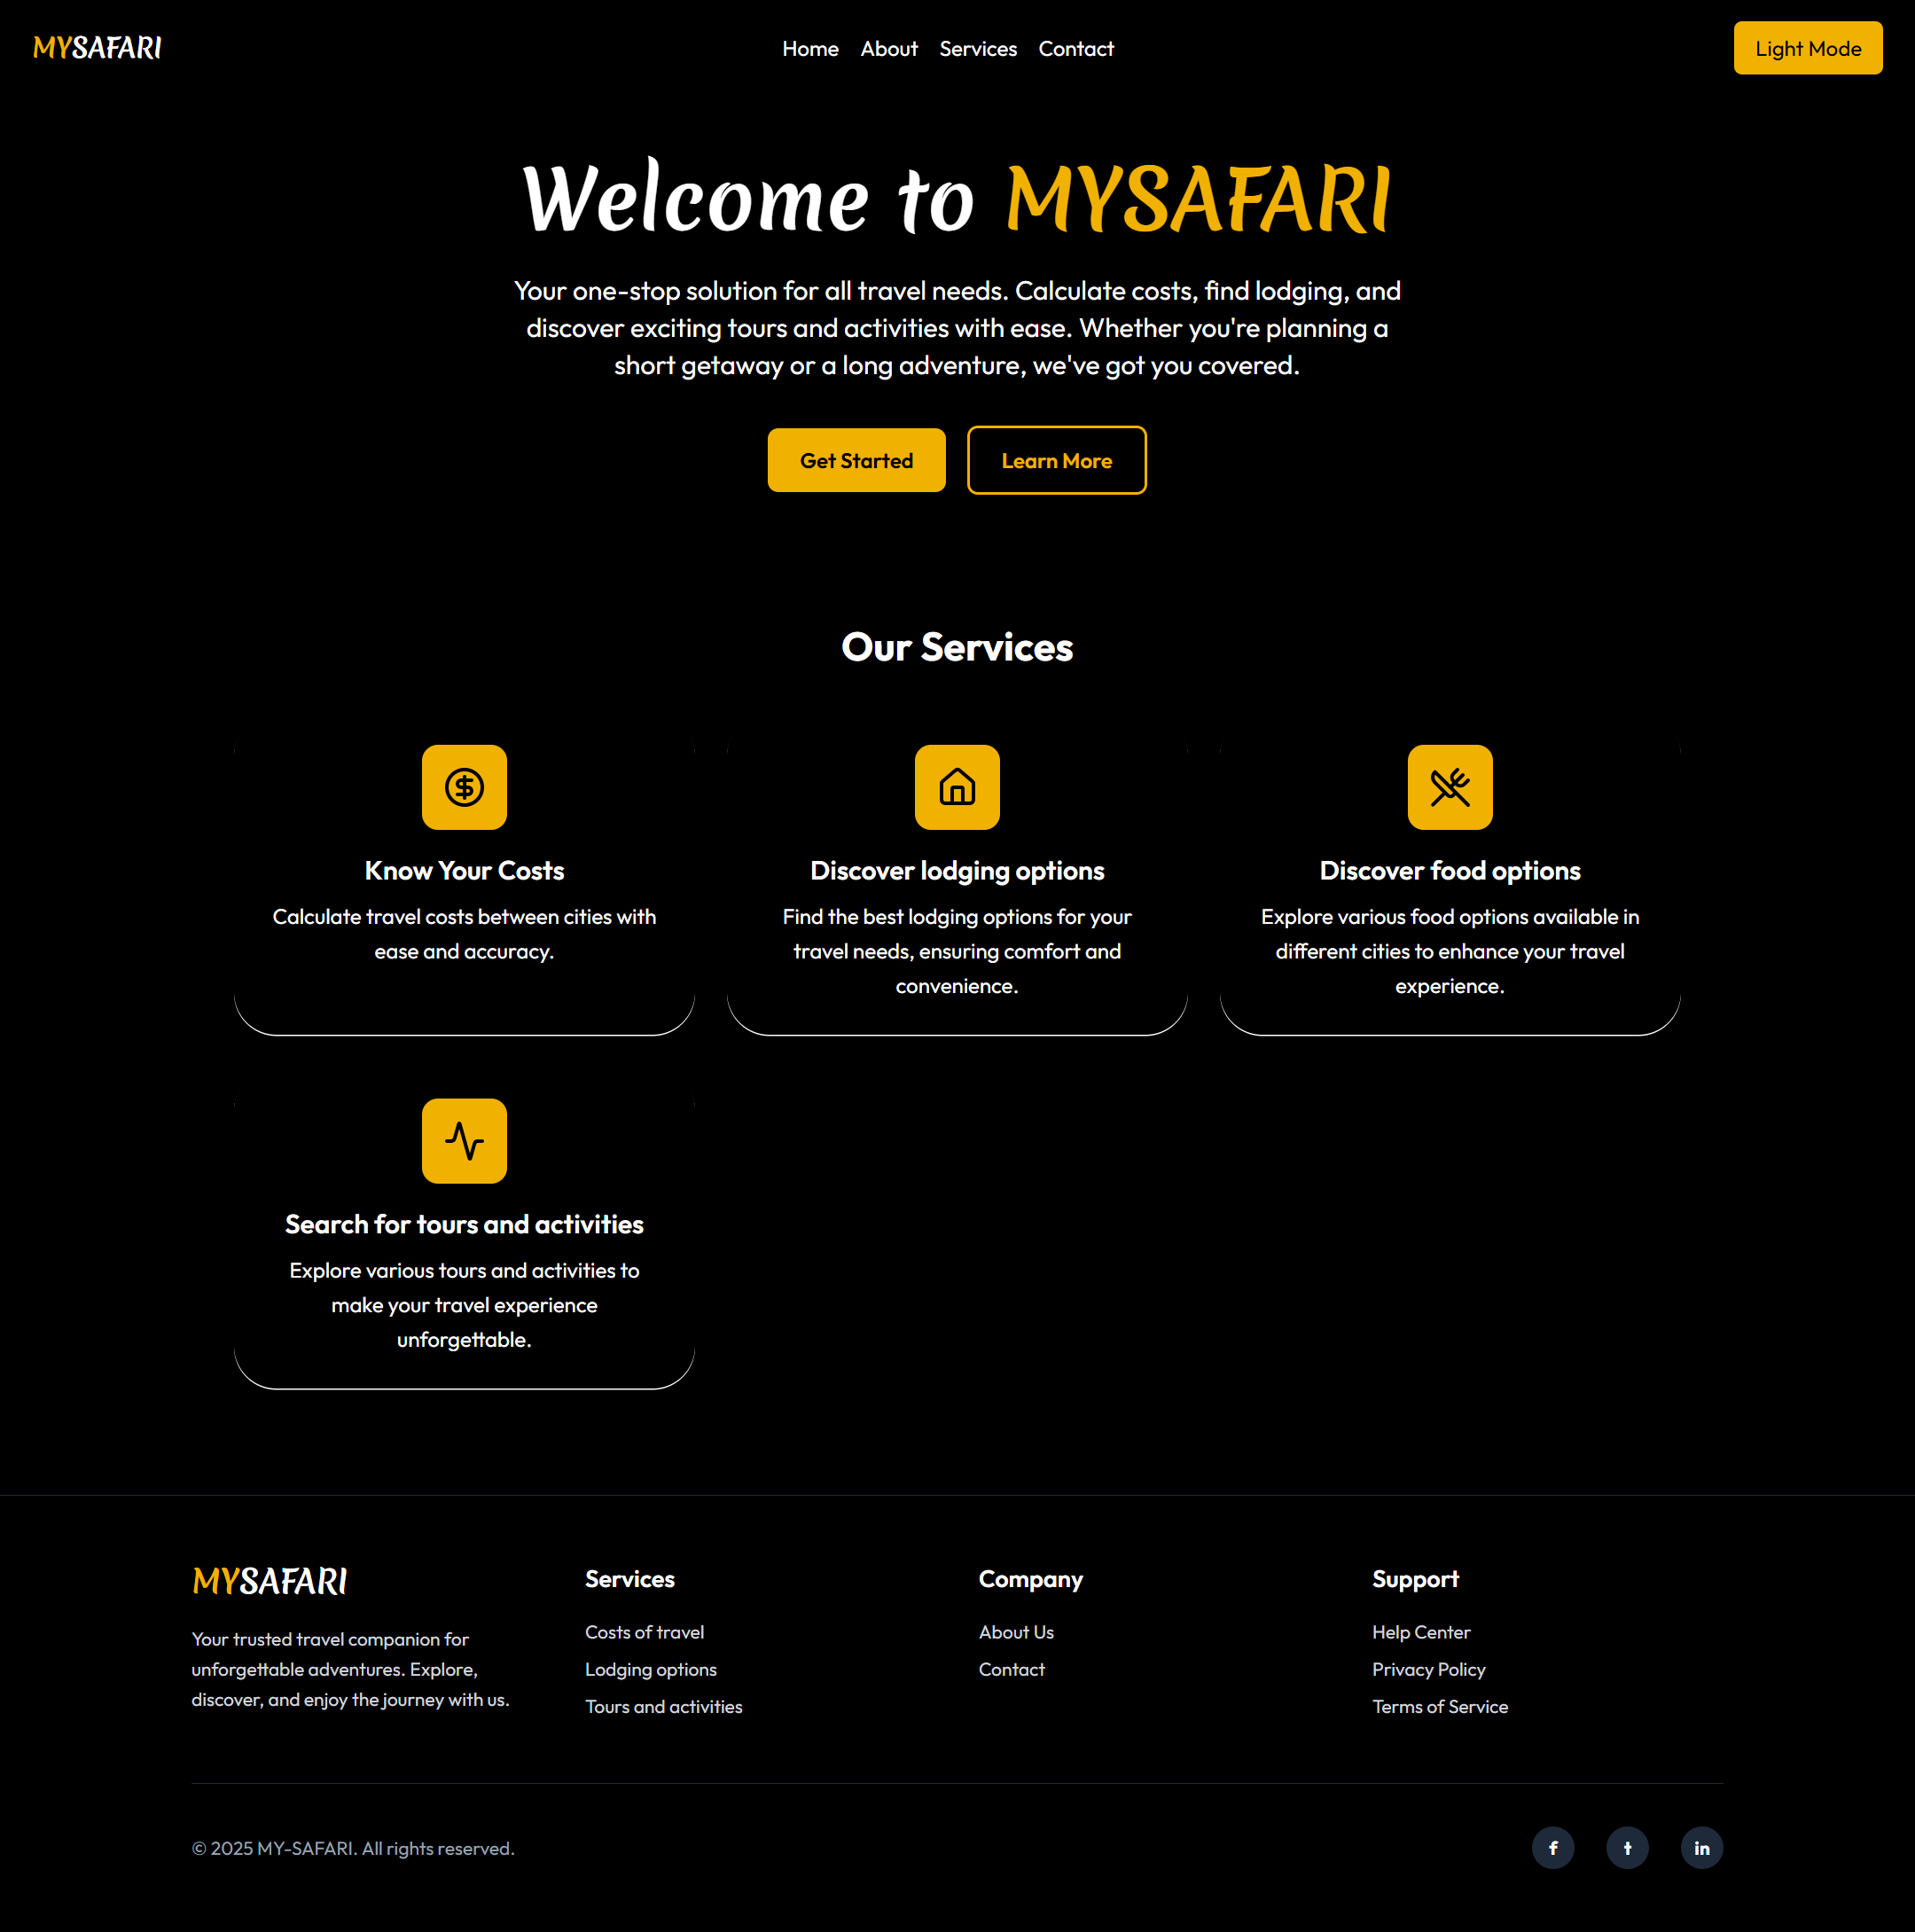 MYSAFARI
Home About Services Contact
Light Mode
Welcome to MYSAFARI
Your one-stop solution for all travel needs. Calculate costs, find lodging, and
discover exciting tours and activities with ease. Whether you're planning a
short getaway or a long adventure, we've got you covered.
Get Started
Learn More
Our Services
Know Your Costs
Calculate travel costs between cities with
ease and accuracy.
Discover lodging options
Find the best lodging options for your
travel needs, ensuring comfort and
convenience.
Discover food options
Explore various food options available in
different cities to enhance your travel
experience.
Search for tours and activities
Explore various tours and activities to
make your travel experience
unforgettable.
MYSAFARI
Your trusted travel companion for
unforgettable adventures. Explore,
discover, and enjoy the journey with us.
Services
Costs of travel
Lodging options
Tours and activities
Company
About Us
Contact
Support
Help Center
Privacy Policy
Terms of Service
© 2025 MY-SAFARI. All rights reserved.
f
t
in